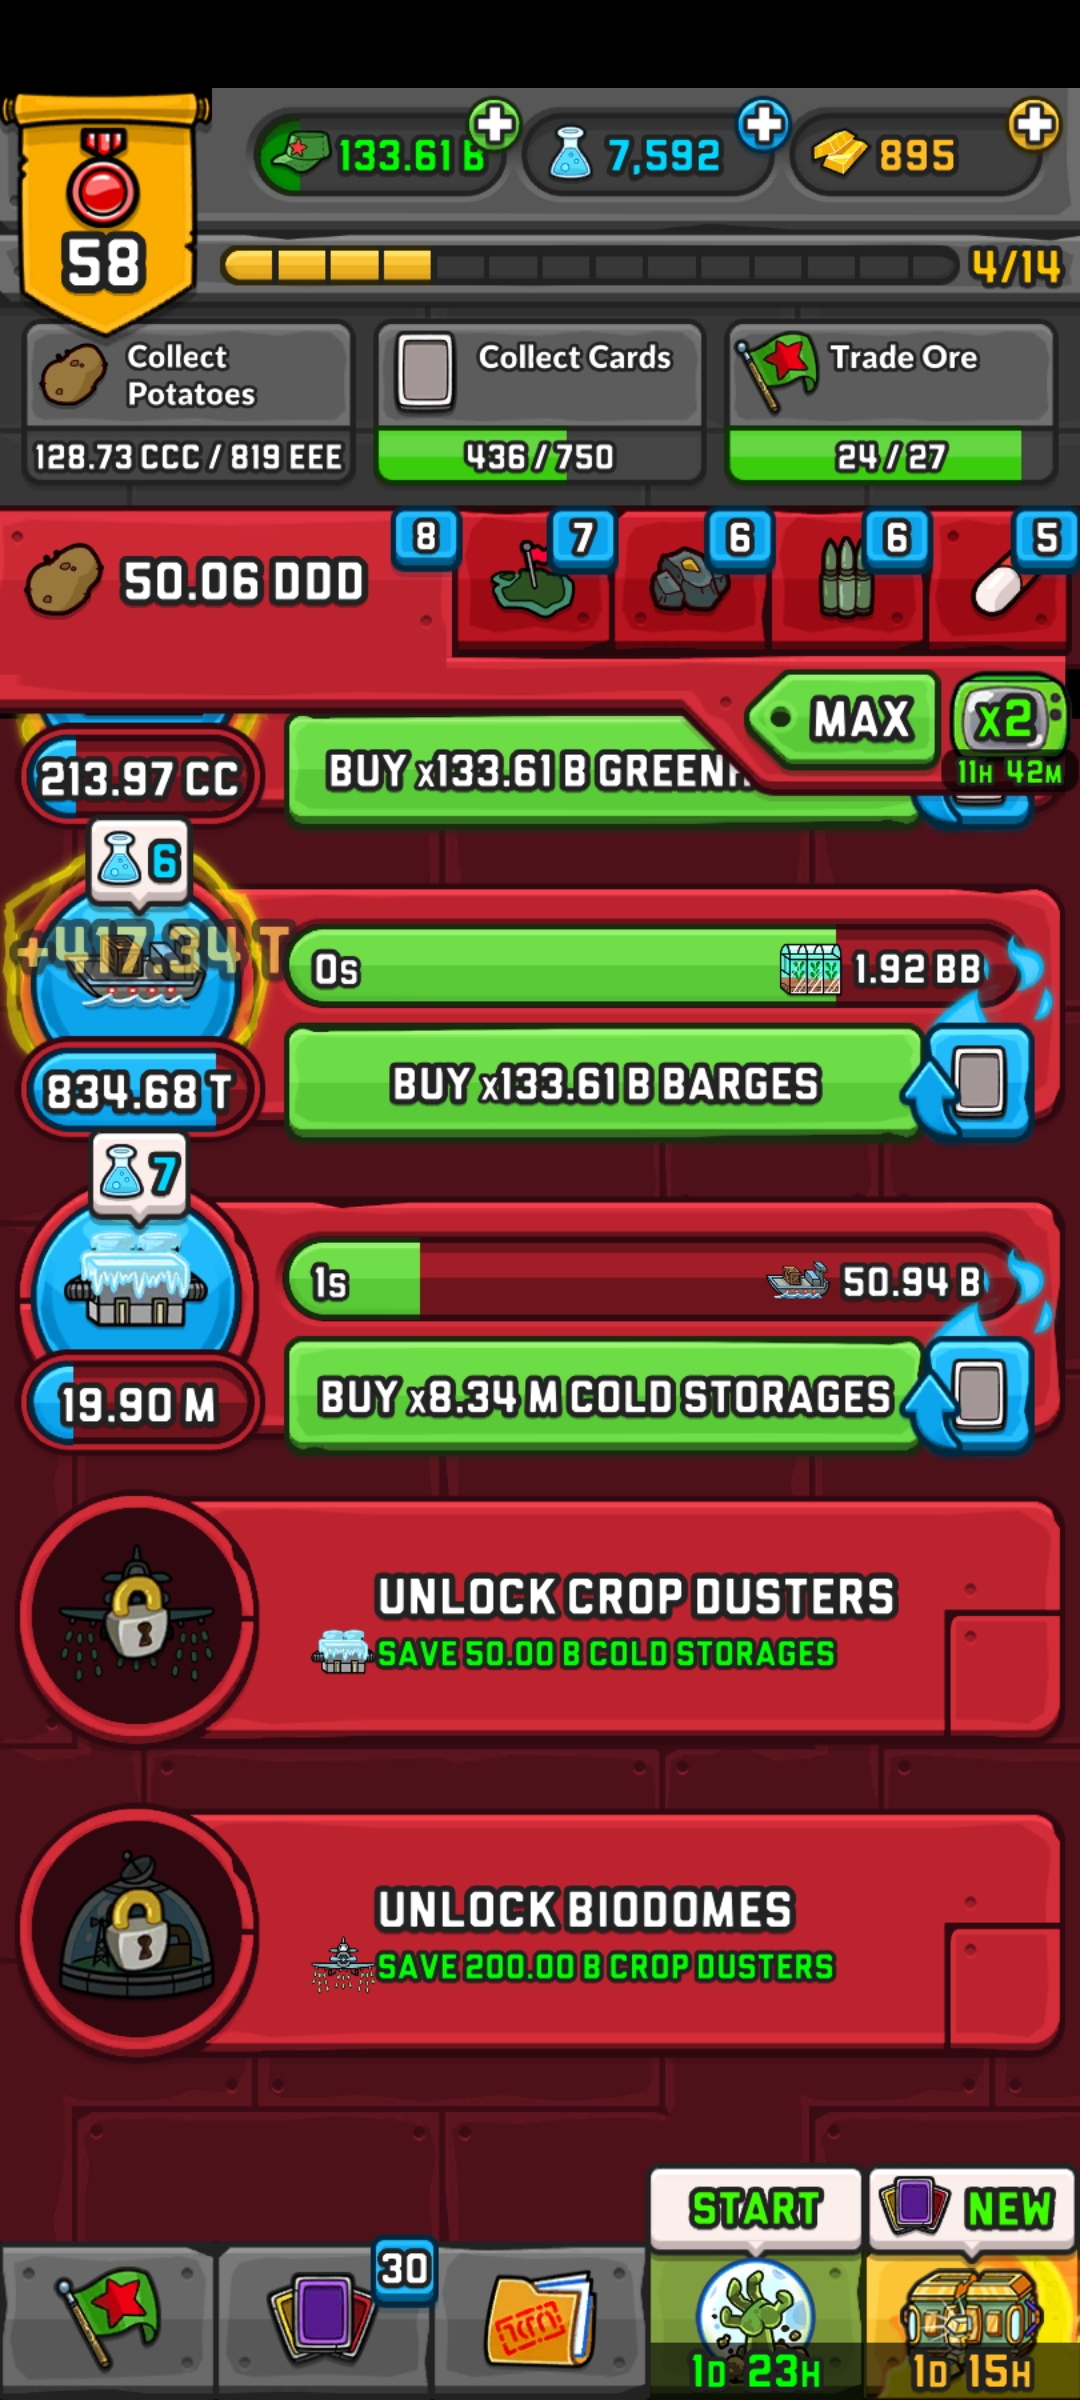 133.61 B
7,592
895
58
4/14
Collect
Potatoes
128.73 CCC / 819 EEE
Collect Cards
436 / 750
Trade Ore
24 / 27
50.06 DDD
8
7
6
6
5
MAX
x2
11H 42M
213.97 CC
BUY x133.61 B GREENH
6
+417.34 T
0s
1.92 BB
834.68 T
BUY x133.61 B BARGES
7
1s
50.94 B
19.90 M
BUY x8.34 M COLD STORAGES
UNLOCK CROP DUSTERS
SAVE 50.00 B COLD STORAGES
UNLOCK BIODOMES
SAVE 200.00 B CROP DUSTERS
START
NEW
30
1D 23H
1D 15H